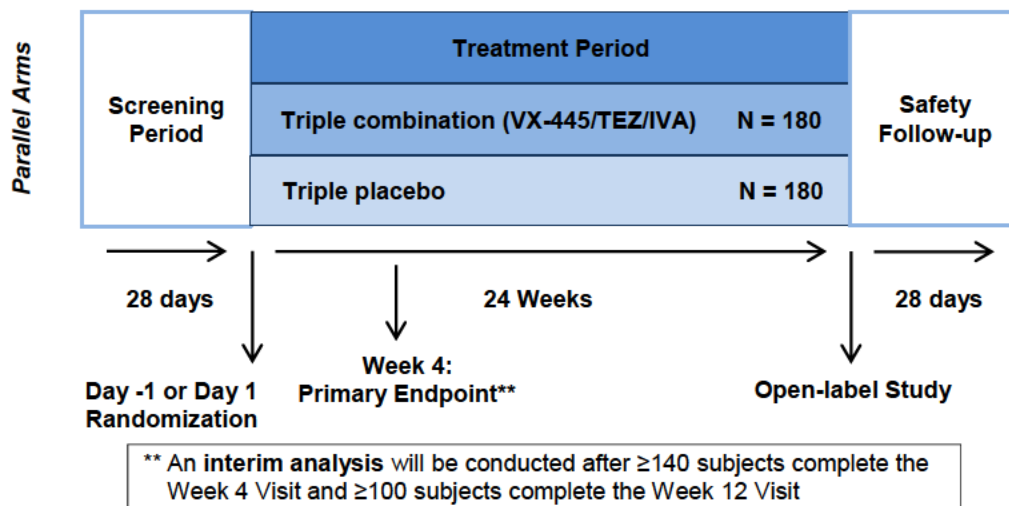 Parallel Arms
Screening
Period
Treatment Period
Triple combination (VX-445/TEZ/IVA) N = 180
Triple placebo N = 180
Safety
Follow-up
28 days
24 Weeks
28 days
Day -1 or Day 1
Randomization
Week 4:
Primary Endpoint**
Open-label Study
** An interim analysis will be conducted after ≥140 subjects complete the
Week 4 Visit and ≥100 subjects complete the Week 12 Visit